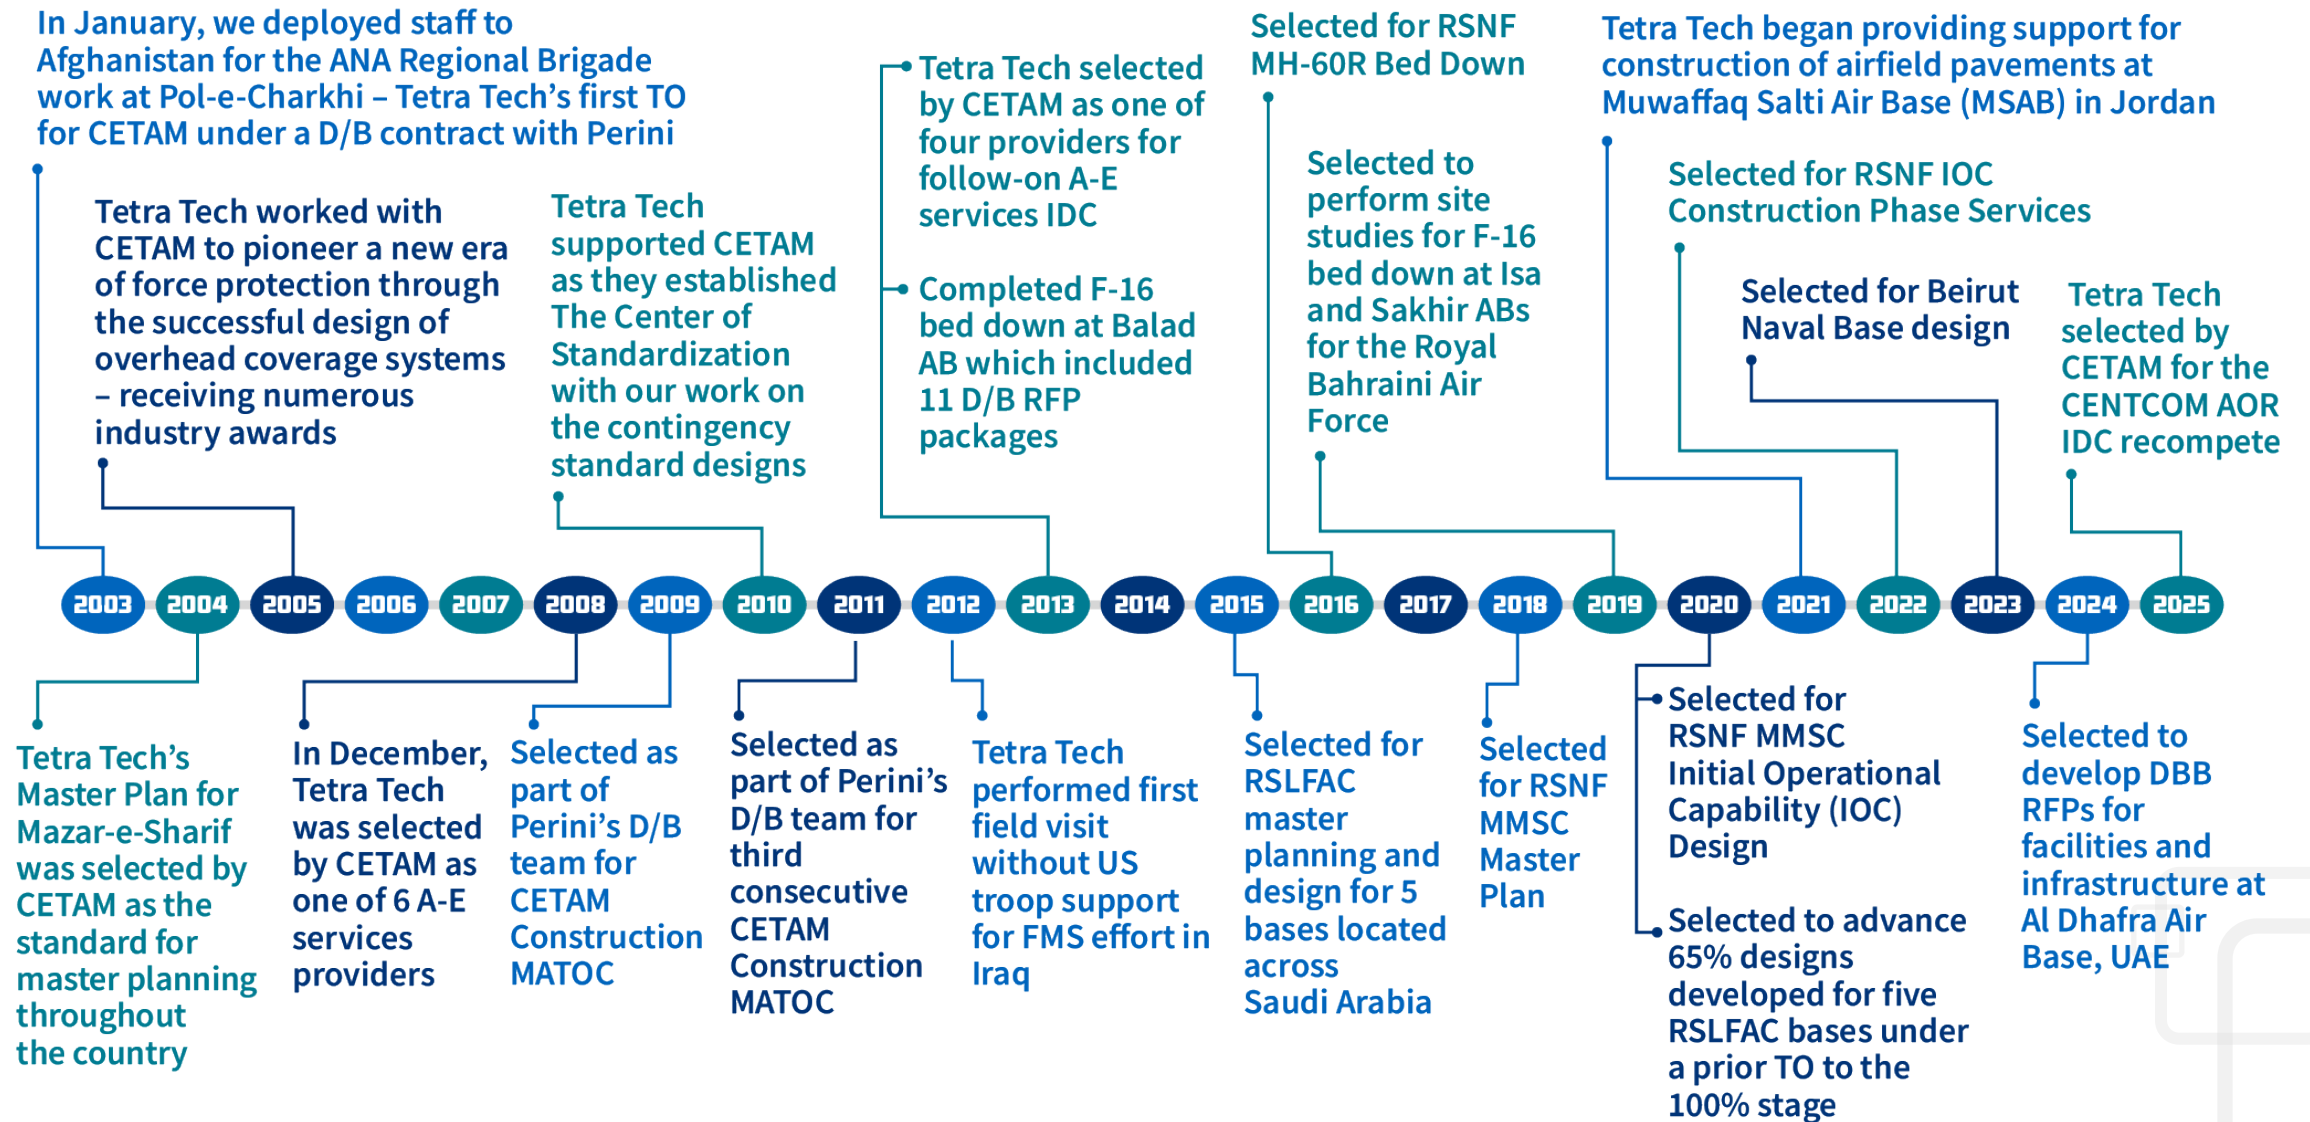 In January, we deployed staff to
Afghanistan for the ANA Regional Brigade
work at Pol-e-Charkhi – Tetra Tech’s first TO
for CETAM under a D/B contract with Perini
Tetra Tech worked with
CETAM to pioneer a new era
of force protection through
the successful design of
overhead coverage systems
– receiving numerous
industry awards
Tetra Tech
supported CETAM
as they established
The Center of
Standardization
with our work on
the contingency
standard designs
Tetra Tech selected
by CETAM as one of
four providers for
follow-on A-E
services IDC
Completed F-16
bed down at Balad
AB which included
11 D/B RFP
packages
Selected for RSNF
MH-60R Bed Down
Selected to
perform site
studies for F-16
bed down at Isa
and Sakhir ABs
for the Royal
Bahraini Air
Force
Tetra Tech began providing support for
construction of airfield pavements at
Muwaffaq Salti Air Base (MSAB) in Jordan
Selected for RSNF IOC
Construction Phase Services
Selected for Beirut
Naval Base design
Tetra Tech
selected by
CETAM for the
CENTCOM AOR
IDC recompete
2003 2004 2005 2006 2007 2008 2009 2010 2011 2012 2013 2014 2015 2016 2017 2018 2019 2020 2021 2022 2023 2024 2025
Tetra Tech’s
Master Plan for
Mazar-e-Sharif
was selected by
CETAM as the
standard for
master planning
throughout
the country
In December,
Tetra Tech
was selected
by CETAM as
one of 6 A-E
services
providers
Selected as
part of
Perini’s D/B
team for
CETAM
Construction
MATOC
Selected as
part of Perini’s
D/B team for
third
consecutive
CETAM
Construction
MATOC
Tetra Tech
performed first
field visit
without US
troop support
for FMS effort in
Iraq
Selected for
RSLFAC
master
planning and
design for 5
bases located
across
Saudi Arabia
Selected
for RSNF
MMSC
Master
Plan
Selected for
RSNF MMSC
Initial Operational
Capability (IOC)
Design
Selected to advance
65% designs
developed for five
RSLFAC bases under
a prior TO to the
100% stage
Selected to
develop DBB
RFPs for
facilities and
infrastructure at
Al Dhafra Air
Base, UAE